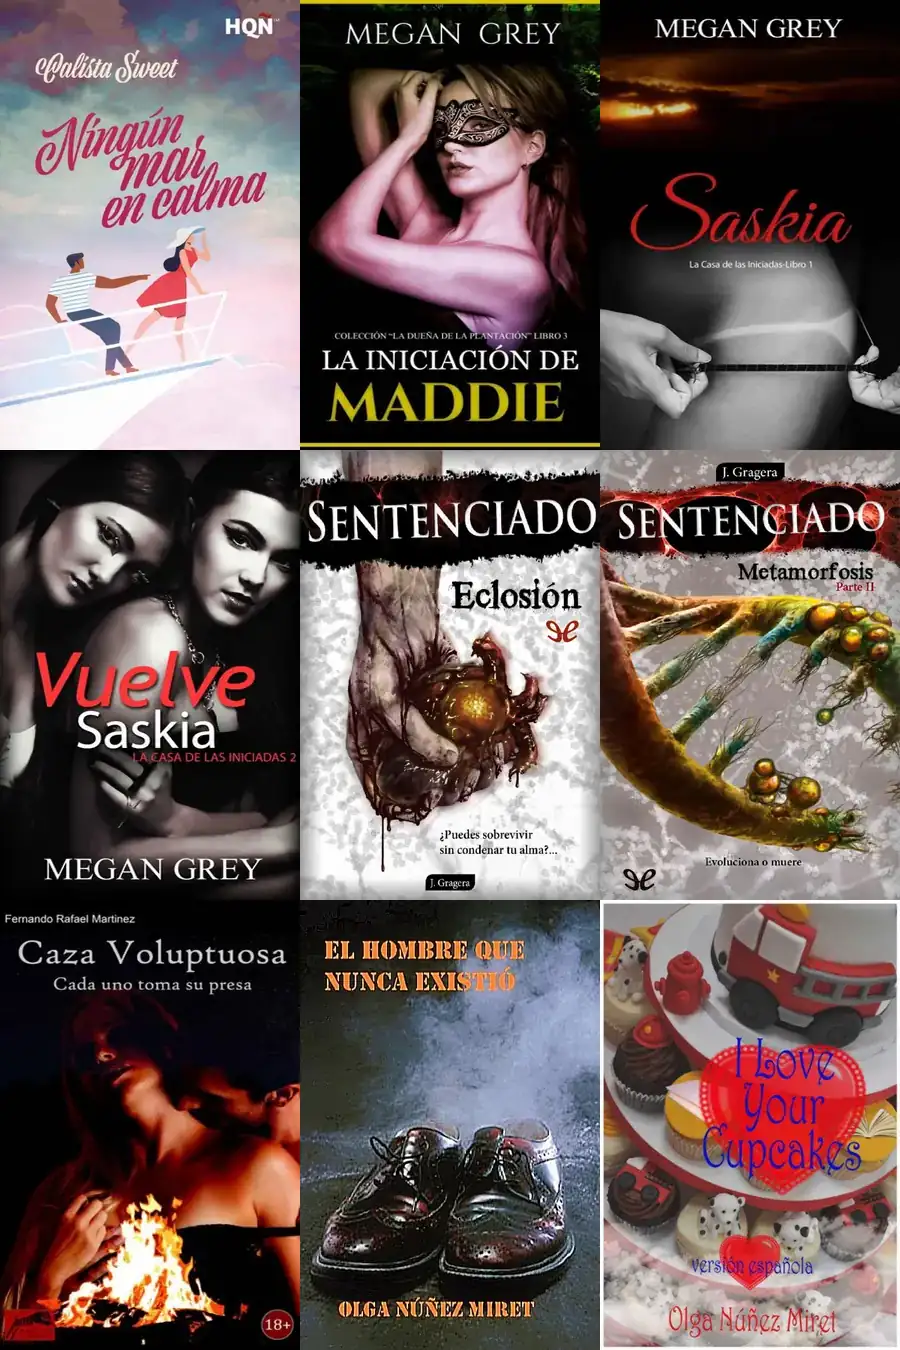 HQÑ
Calista Sweet
Ningún
mar
en calma
MEGAN GREY
COLECCIÓN "LA DUEÑA DE LA PLANTACIÓN" LIBRO 3
LA INICIACIÓN DE
MADDIE
MEGAN GREY
Saskia
La Casa de las Iniciadas-Libro 1
Vuelve
Saskia
LA CASA DE LAS INICIADAS 2
MEGAN GREY
SENTENCIADO
Eclosión
¿Puedes sobrevivir
sin condenar tu alma?...
J. Gragera
J. Gragera
SENTENCIADO
Metamorfosis
Parte II
Evoluciona o muere
Fernando Rafael Martinez
Caza Voluptuosa
Cada uno toma su presa
18+
EL HOMBRE QUE
NUNCA EXISTIÓ
OLGA NÚÑEZ MIRET
I Love
Your
Cupcakes
versión española
Olga Núñez Miret